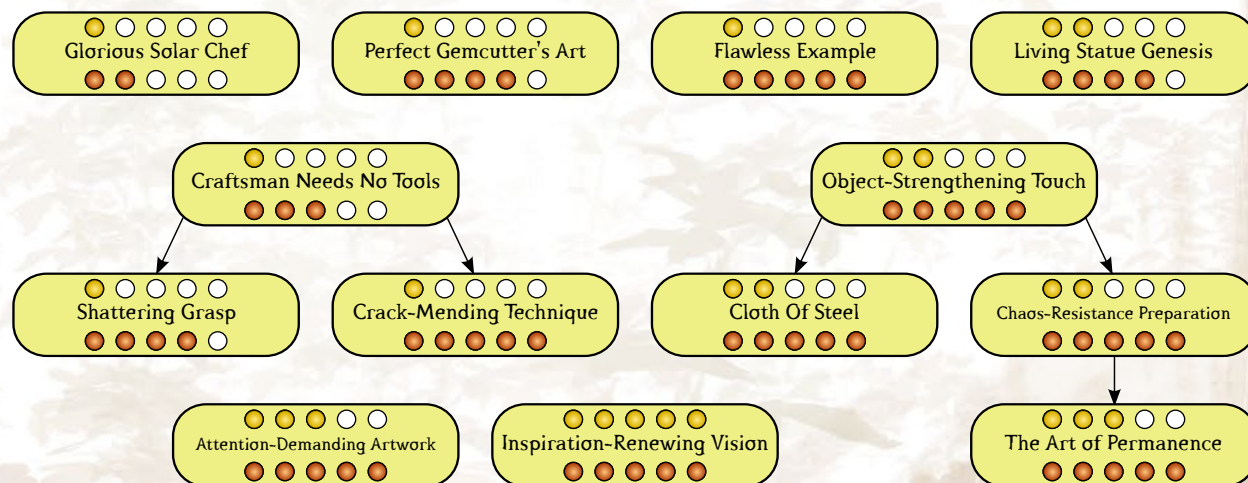 Glorious Solar Chef
Perfect Gemcutter's Art
Flawless Example
Living Statue Genesis
Craftsman Needs No Tools
Object-Strengthening Touch
Shattering Grasp
Crack-Mending Technique
Cloth Of Steel
Chaos-Resistance Preparation
Attention-Demanding Artwork
Inspiration-Renewing Vision
The Art of Permanence